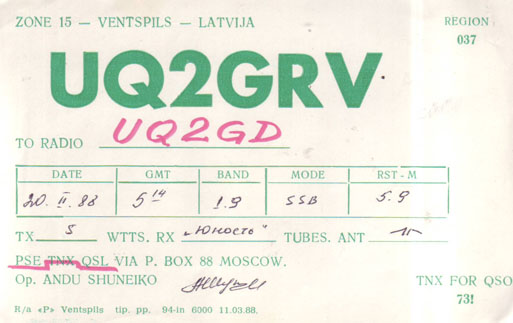 ZONE 15 — VENTSPILS — LATVIJA
REGION
037
UQ2GRV
TO RADIO UQ2GD
DATE GMT BAND MODE RST - M
20. II. 88 5 14 1.9 SSB 5.9
TX 5 WTTS. RX „Юность" TUBES. ANT
PSE TNX QSL VIA P. BOX 88 MOSCOW.
Op. ANDU SHUNEIKO
TNX FOR QSO
73!
R/a «P» Ventspils tip. pp. 94-in 6000 11.03.88.